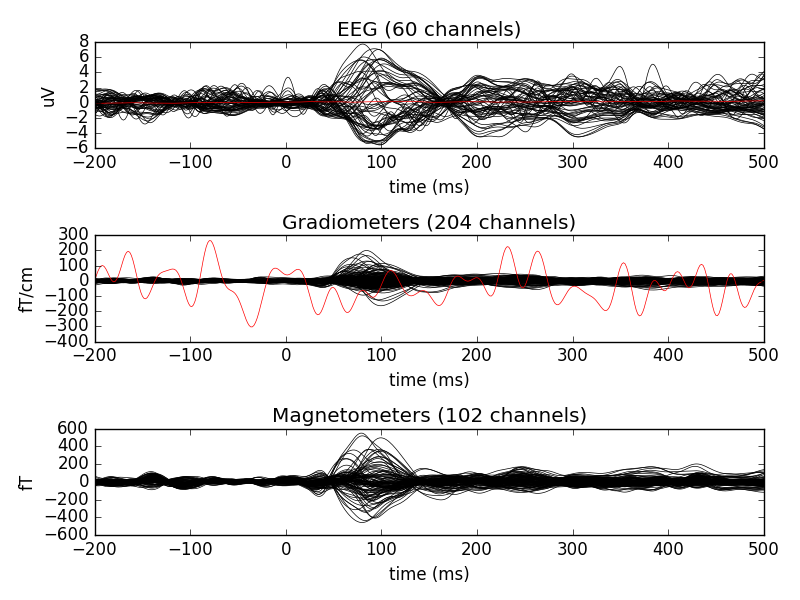 EEG (60 channels)
8
6
4
2
0
−2
−4
−6
uV
−200 −100 0 100 200 300 400 500
time (ms)
Gradiometers (204 channels)
300
200
100
0
−100
−200
−300
−400
fT/cm
−200 −100 0 100 200 300 400 500
time (ms)
Magnetometers (102 channels)
600
400
200
0
−200
−400
−600
fT
−200 −100 0 100 200 300 400 500
time (ms)